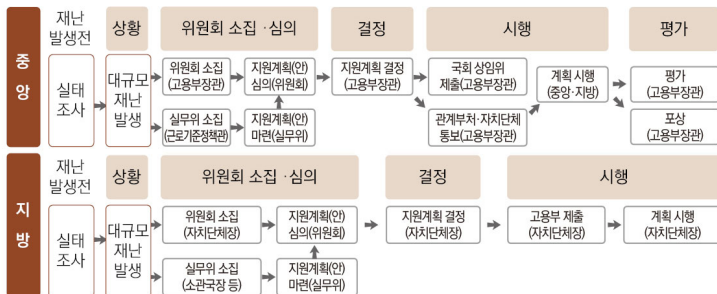 중앙
재난
발생전
상황
위원회 소집 ·심의
결정
시행
평가
실태
조사
대규모
재난
발생
위원회 소집
(고용부장관)
지원계획(안)
심의(위원회)
지원계획 결정
(고용부장관)
국회 상임위
제출(고용부장관)
계획 시행
(중앙·지방)
평가
(고용부장관)
실무위 소집
(근로기준정책관)
지원계획(안)
마련(실무위)
관계부처·자치단체
통보(고용부장관)
포상
(고용부장관)
지방
재난
발생전
상황
위원회 소집 ·심의
결정
시행
실태
조사
대규모
재난
발생
위원회 소집
(자치단체장)
지원계획(안)
심의(위원회)
지원계획 결정
(자치단체장)
고용부 제출
(자치단체장)
계획 시행
(자치단체장)
실무위 소집
(소관국장 등)
지원계획(안)
마련(실무위)